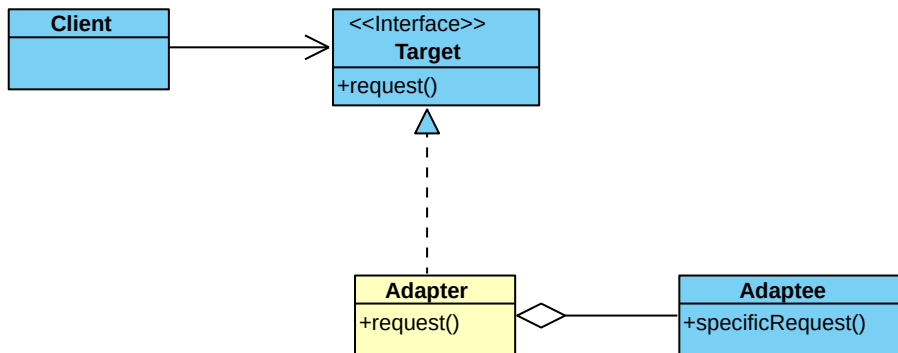 Client
<<Interface>>
Target
+request()
Adapter
+request()
Adaptee
+specificRequest()